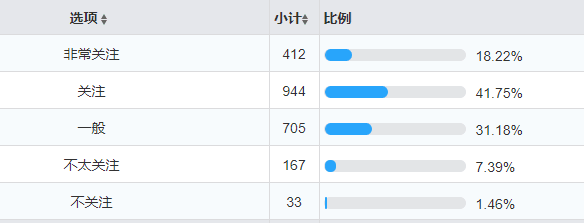 选项 小计 比例
非常关注 412 18.22%
关注 944 41.75%
一般 705 31.18%
不太关注 167 7.39%
不关注 33 1.46%